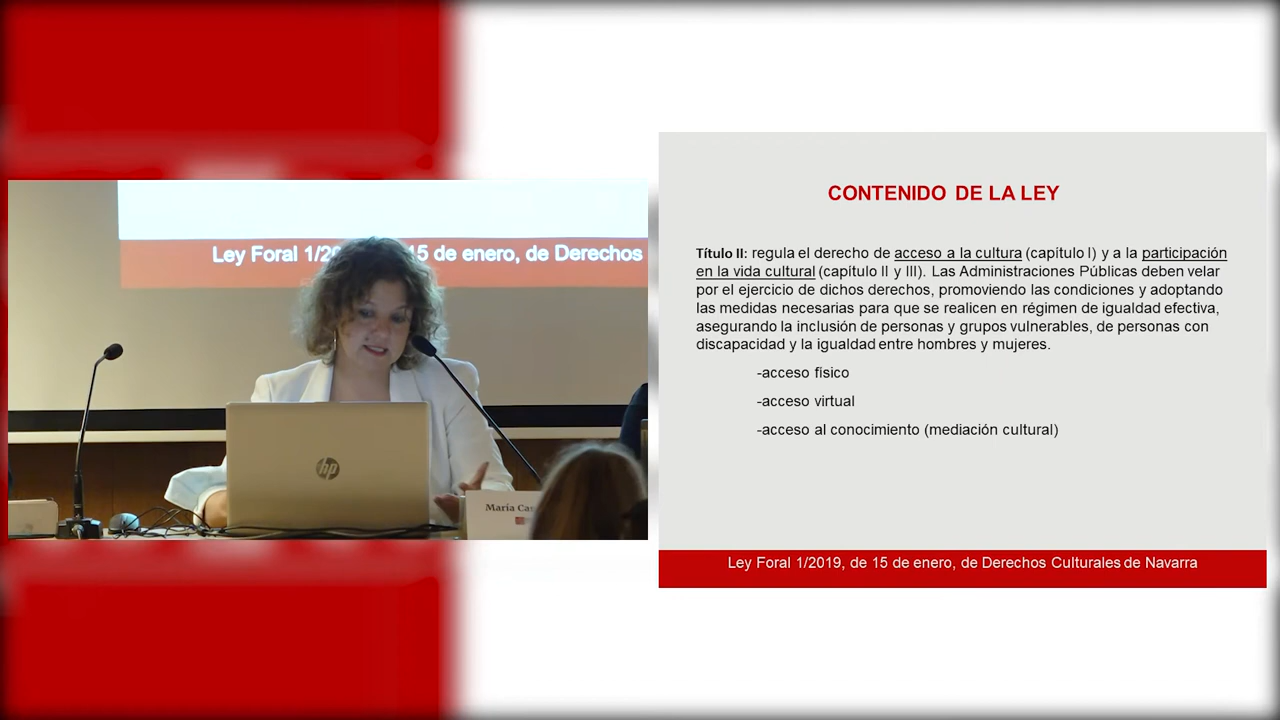 Ley Foral 1/20 15 de enero, de Derechos
hp
María
CONTENIDO DE LA LEY
Título II: regula el derecho de acceso a la cultura (capítulo I) y a la participación
en la vida cultural (capítulo II y III). Las Administraciones Públicas deben velar
por el ejercicio de dichos derechos, promoviendo las condiciones y adoptando
las medidas necesarias para que se realicen en régimen de igualdad efectiva,
asegurando la inclusión de personas y grupos vulnerables, de personas con
discapacidad y la igualdad entre hombres y mujeres.
-acceso físico
-acceso virtual
-acceso al conocimiento (mediación cultural)
Ley Foral 1/2019, de 15 de enero, de Derechos Culturales de Navarra